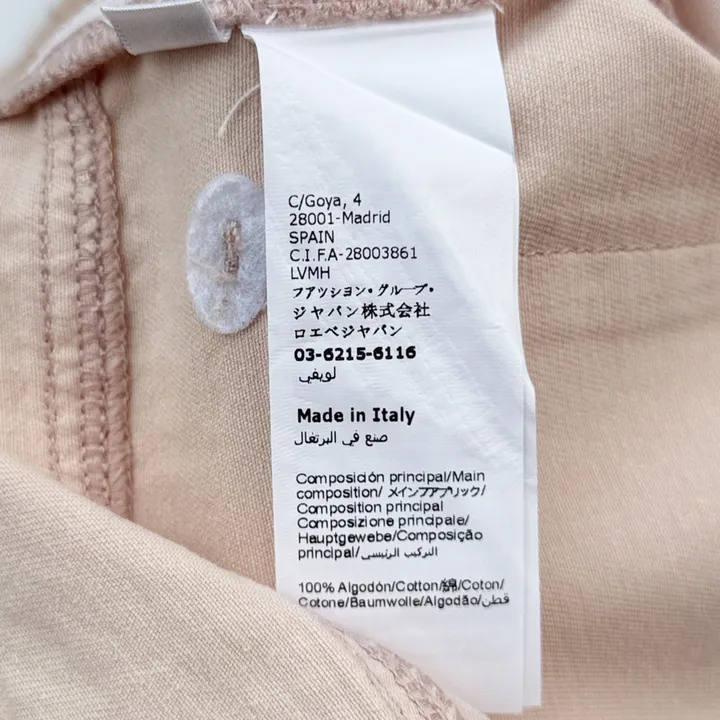 C/Goya, 4
28001-Madrid
SPAIN
C.I.F.A-28003861
LVMH
ファッション・グループ・
ジャパン株式会社
ロエベジャパン
03-6215-6116
لويفي
Made in Italy
صنع في البرتغال
Composición principal/Main
composition/ メインファブリック/
Composition principal
Composizione principale/
Hauptgewebe/Composição
principal/التركيب الرئيسي
100% Algodón/Cotton/綿/Coton/
Cotone/Baumwolle/Algodão/قطن